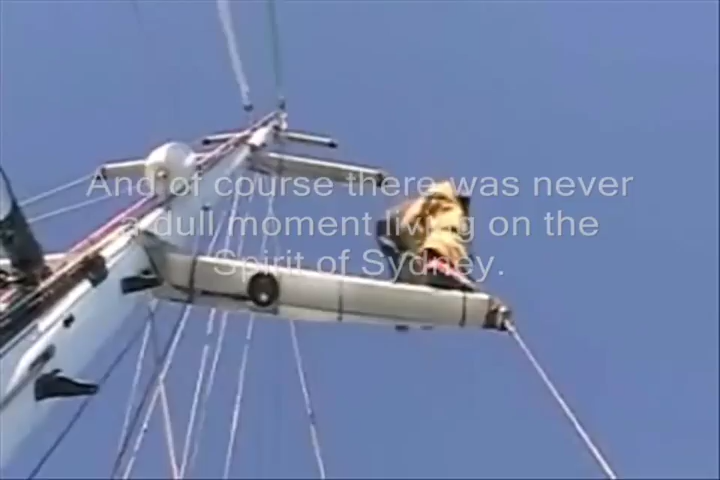 And of course there was never
a dull moment living on the
Spirit of Sydney.